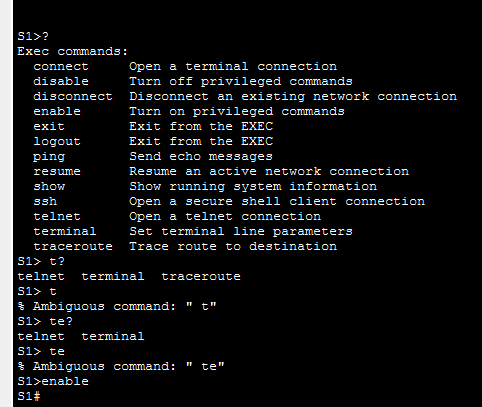 S1>?
Exec commands:
  connect     Open a terminal connection
  disable     Turn off privileged commands
  disconnect  Disconnect an existing network connection
  enable      Turn on privileged commands
  exit        Exit from the EXEC
  logout      Exit from the EXEC
  ping        Send echo messages
  resume      Resume an active network connection
  show        Show running system information
  ssh         Open a secure shell client connection
  telnet      Open a telnet connection
  terminal    Set terminal line parameters
  traceroute  Trace route to destination
S1> t?
telnet  terminal  traceroute
S1> t
% Ambiguous command: " t"
S1> te?
telnet  terminal
S1> te
% Ambiguous command: " te"
S1>enable
S1#